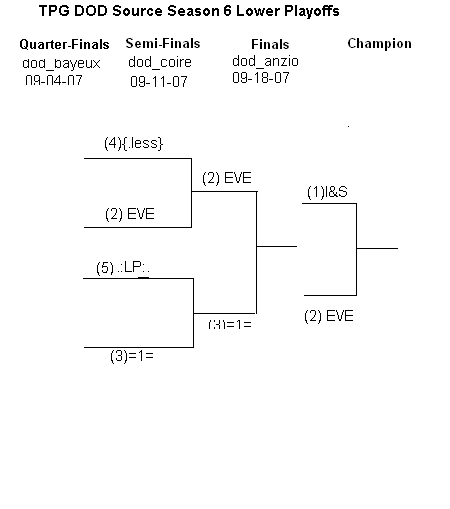 TPG DOD Source Season 6 Lower Playoffs
Quarter-Finals Semi-Finals Finals Champion
dod_bayeux dod_coire dod_anzio
09-04-07 09-11-07 09-18-07
(4){.less}
(2) EVE
(1)I&S
(2) EVE
(5).:LP:.
(2) EVE
(3)=1=
(3)=1=